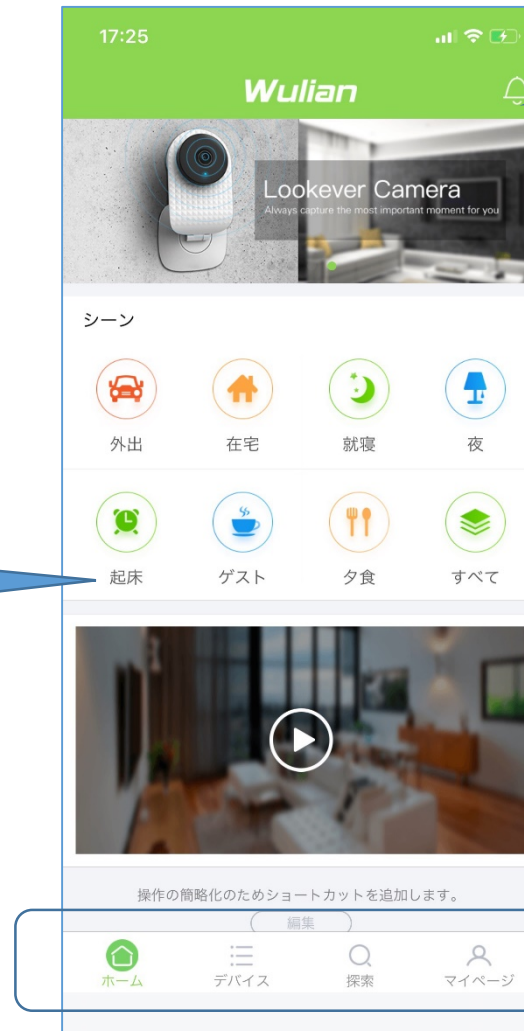 17:25
Wulian
Lookever Camera
Always capture the most important moment for you
シーン
外出 在宅 就寝 夜
起床 ゲスト 夕食 すべて
操作の簡略化のためショートカットを追加します。
編集
ホーム デバイス 探索 マイページ